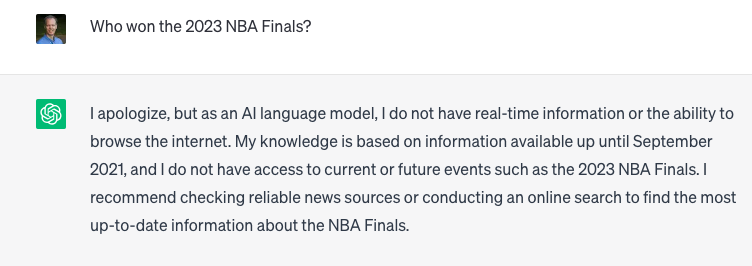 Who won the 2023 NBA Finals?
I apologize, but as an AI language model, I do not have real-time information or the ability to
browse the internet. My knowledge is based on information available up until September
2021, and I do not have access to current or future events such as the 2023 NBA Finals. I
recommend checking reliable news sources or conducting an online search to find the most
up-to-date information about the NBA Finals.